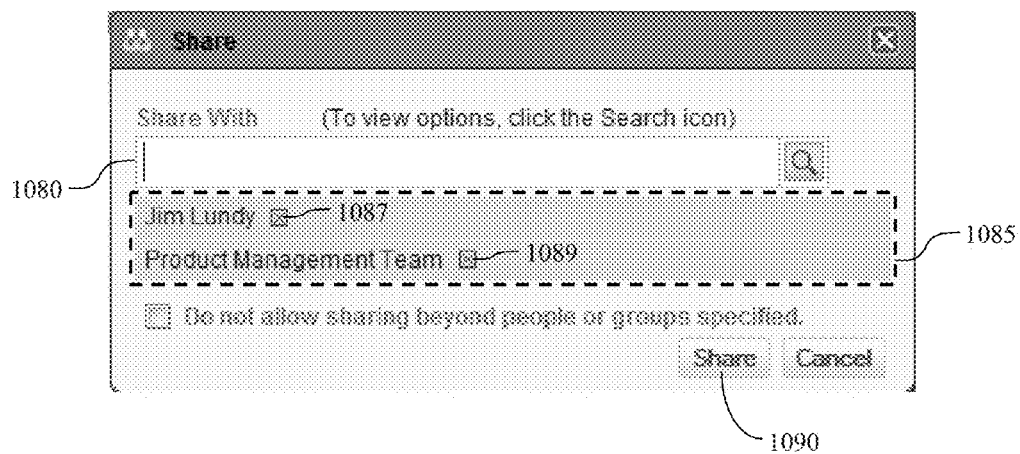 Share
Share With (To view options, click the Search icon)
1080
Jim Lundy 1087
1085
Product Management Team 1089
Do not allow sharing beyond people or groups specified.
Share Cancel
1090